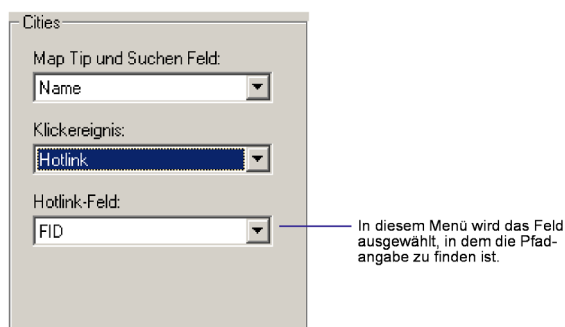 Cities
Map Tip und Suchen Feld:
Name
Klickereignis:
Hotlink
Hotlink-Feld:
FID
In diesem Menü wird das Feld
ausgewählt, in dem die Pfad-
angabe zu finden ist.